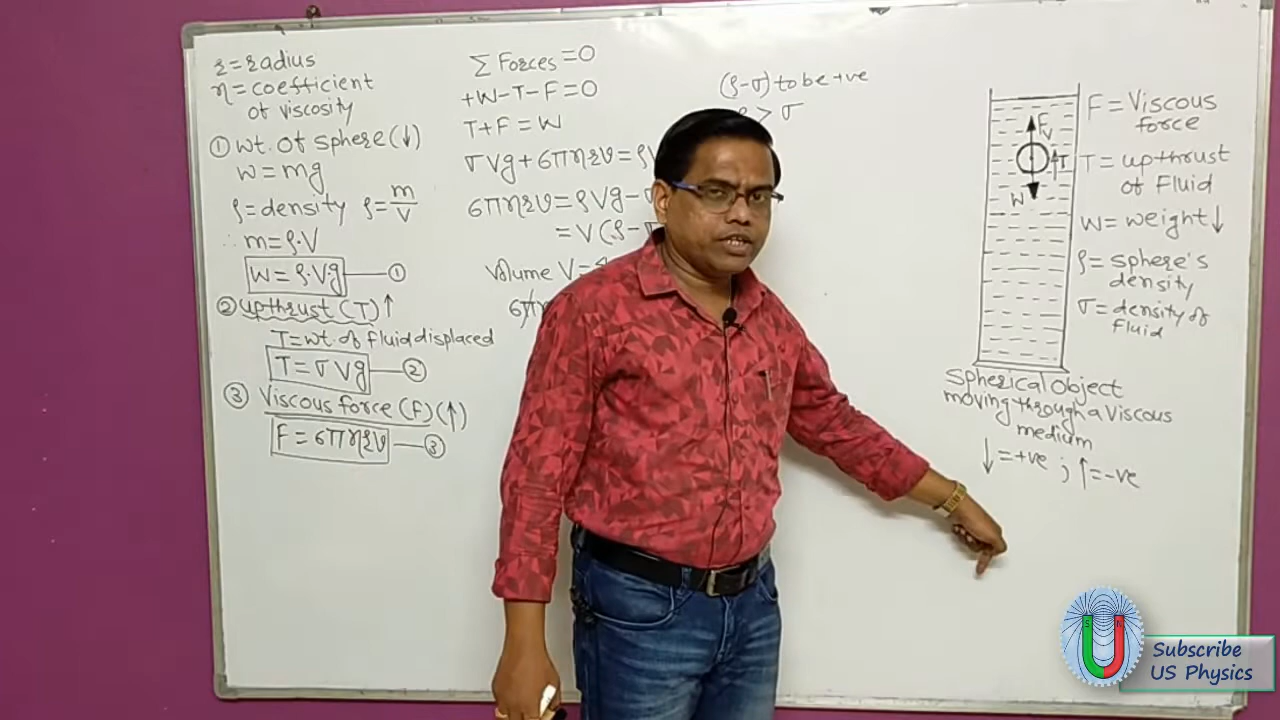 r=radius
η=coefficient
of viscosity
① wt. of sphere(↓)
w=mg
ρ=density ρ=m/V
∴ m=ρ·V
W=ρ·Vg —①
② upthrust (T)↑
T=wt. of fluid displaced
T=σVg —②
③ Viscous force (F)(↑)
F=6πηrv —③
Σ Forces=0
+W-T-F=0
T+F=W
σVg+6πηrv=ρV
6πηrv=ρVg-
=V(ρ-
Volume V=
(ρ-σ) to be +ve
> σ
Fv
T
W
F=Viscous
force
T=upthrust
of Fluid
W=weight↓
ρ=sphere's
density
σ=density of
fluid
Spherical Object
moving through a Viscous
medium
↓=+ve ; ↑=-ve
S N
Subscribe
US Physics